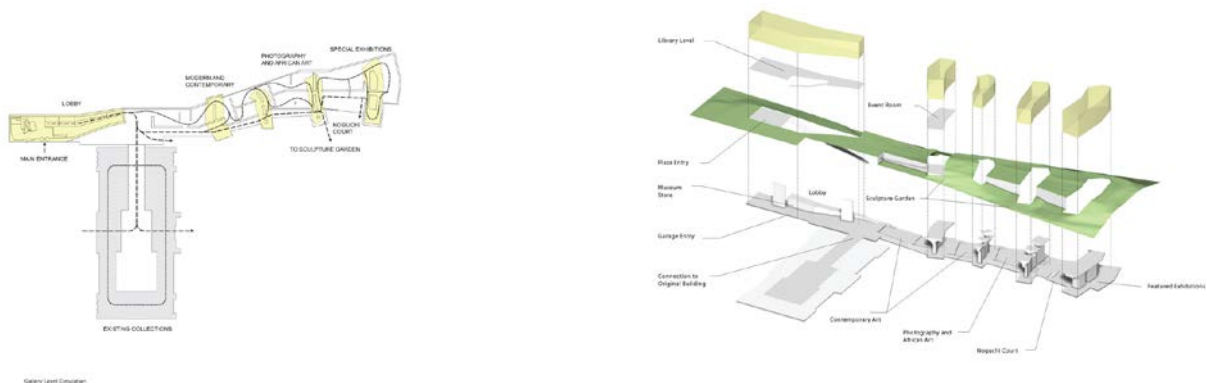 SPECIAL EXHIBITIONS
PHOTOGRAPHY
AND AFRICAN ART
MODERN AND
CONTEMPORARY
LOBBY
NOGUCHI
COURT
TO SCULPTURE GARDEN
MAIN ENTRANCE
EXISTING COLLECTIONS
Gallery Level Circulation
Library Level
Event Room
Plaza Entry
Museum
Store
Lobby
Sculpture Garden
Garage Entry
Connection to
Original Building
Contemporary Art
Photography and
African Art
Noguchi Court
Featured Exhibitions